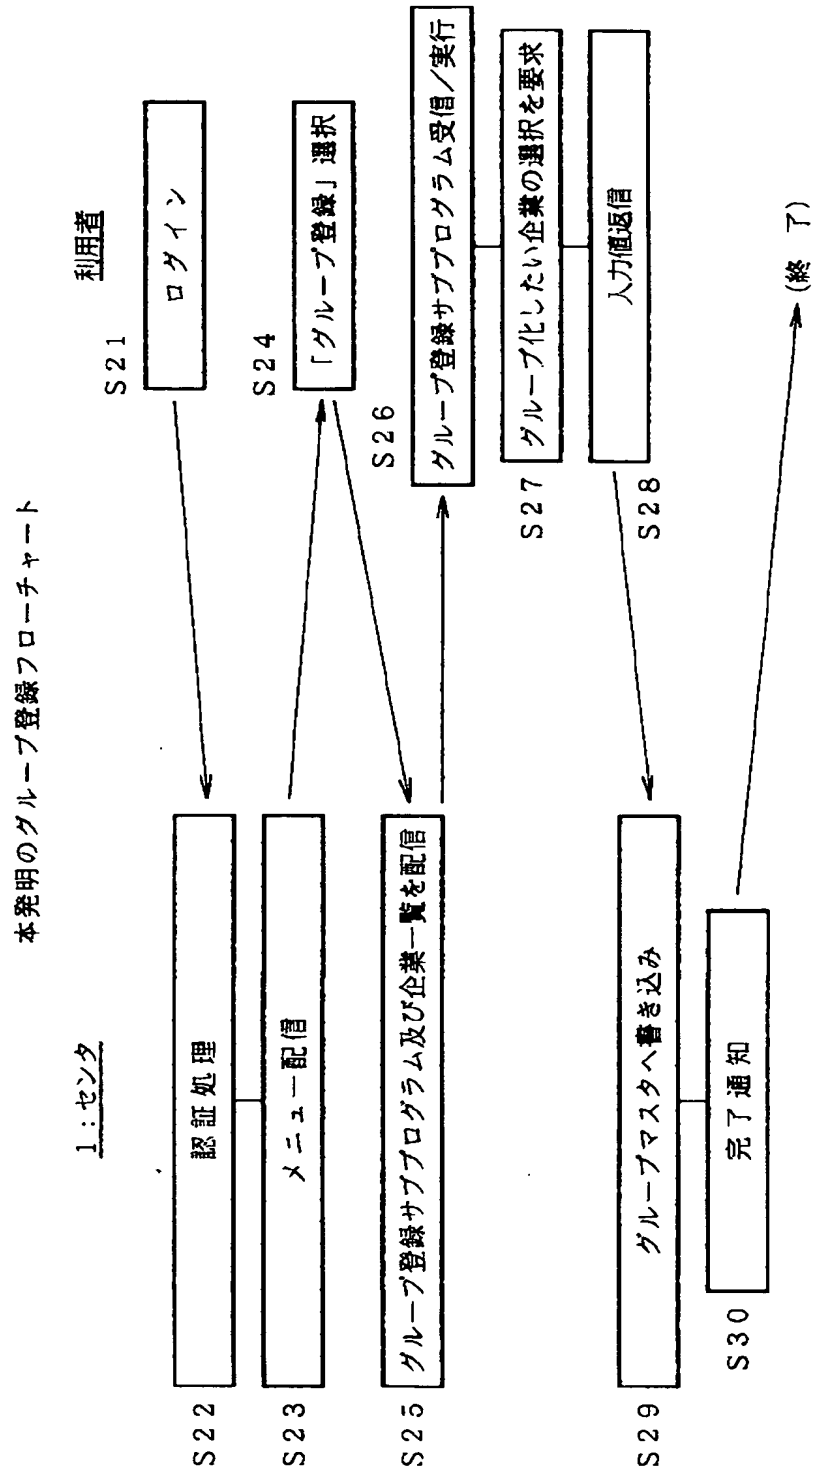 本発明のグループ登録フローチャート
1：センタ
利用者
S21
ログイン
S22
認証処理
S23
メニュー配信
S24
「グループ登録」選択
S25
グループ登録サブプログラム及び企業一覧を配信
S26
グループ登録サブプログラム受信／実行
S27
グループ化したい企業の選択を要求
S28
入力値返信
S29
グループマスタへ書き込み
S30
完了通知
(終 了)